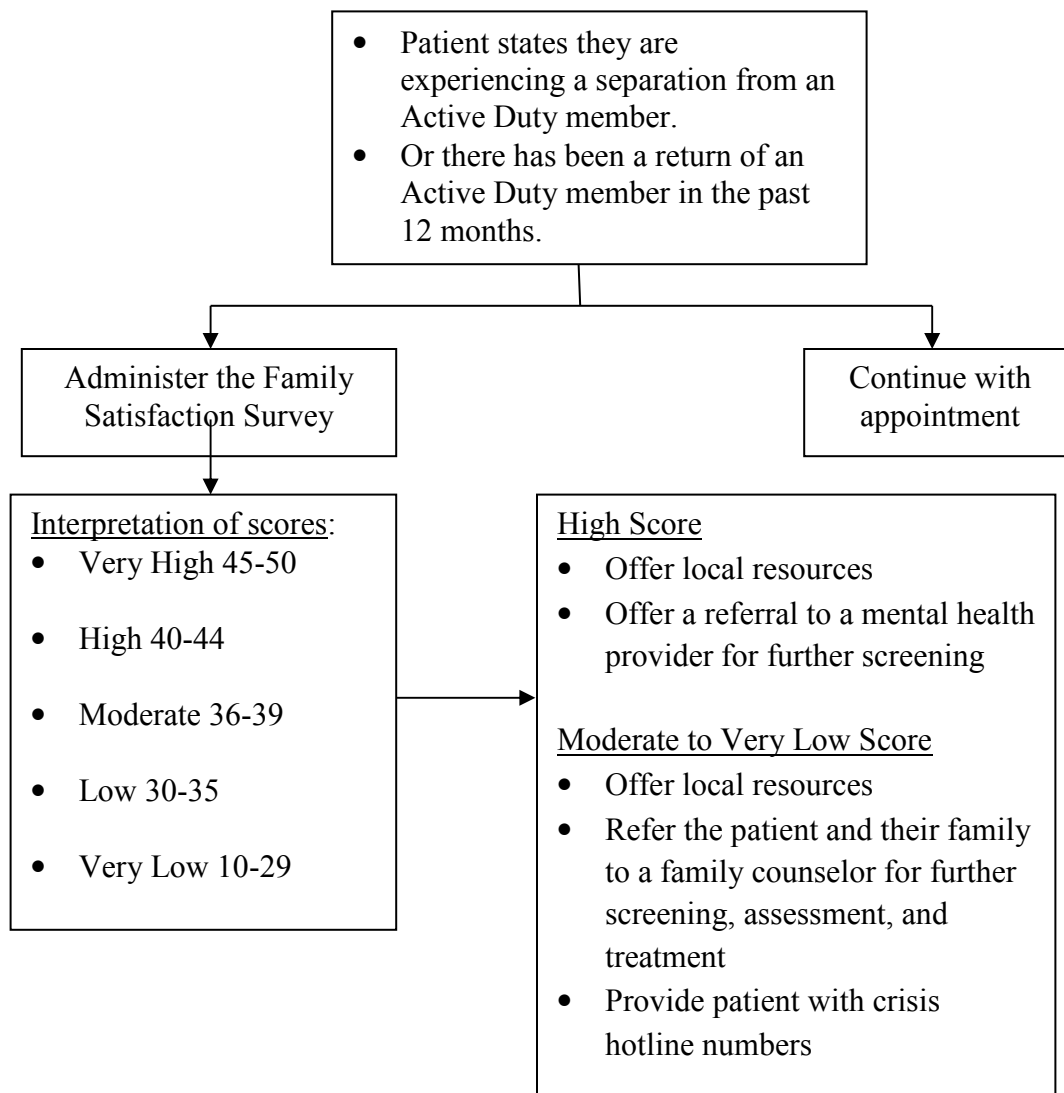 • Patient states they are
experiencing a separation from an
Active Duty member.
• Or there has been a return of an
Active Duty member in the past
12 months.
Administer the Family
Satisfaction Survey
Continue with
appointment
Interpretation of scores:
• Very High 45-50
• High 40-44
• Moderate 36-39
• Low 30-35
• Very Low 10-29
High Score
• Offer local resources
• Offer a referral to a mental health
provider for further screening
Moderate to Very Low Score
• Offer local resources
• Refer the patient and their family
to a family counselor for further
screening, assessment, and
treatment
• Provide patient with crisis
hotline numbers